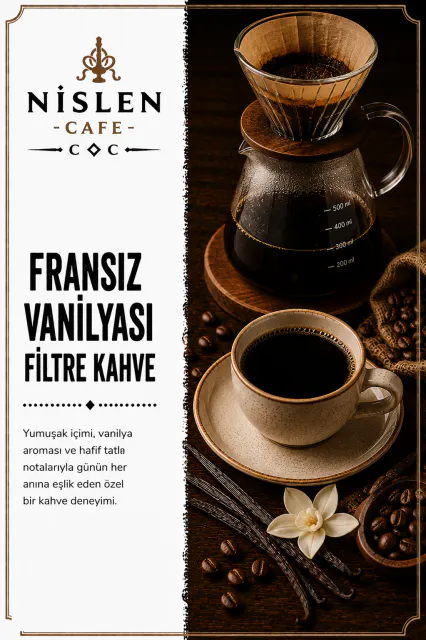 NİSLEN
-CAFE-
C C
FRANSIZ
VANİLYASI
FİLTRE KAHVE
Yumuşak içimi, vanilya
aroması ve hafif tatlı
notalarıyla günün her
anına eşlik eden özel
bir kahve deneyimi.
500 ml
400 ml
300 ml
200 ml